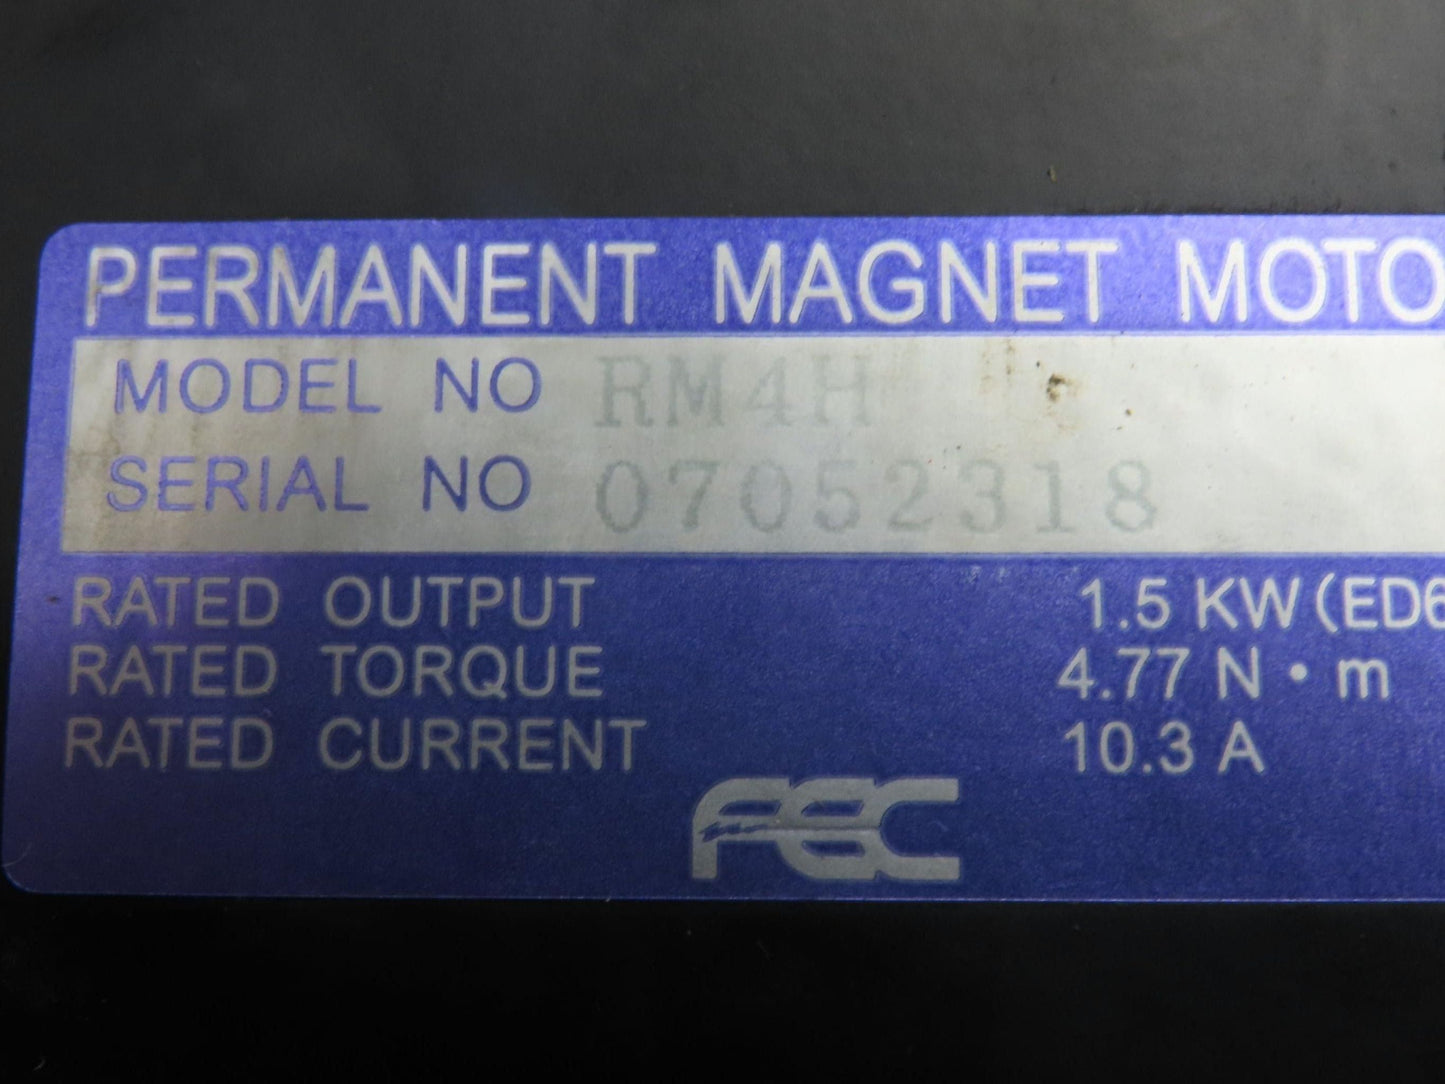 PERMANENT MAGNET MOTO
MODEL NO RM4H
SERIAL NO 07052318
RATED OUTPUT 1.5 KW (ED6
RATED TORQUE 4.77 N・m
RATED CURRENT 10.3 A
FEC